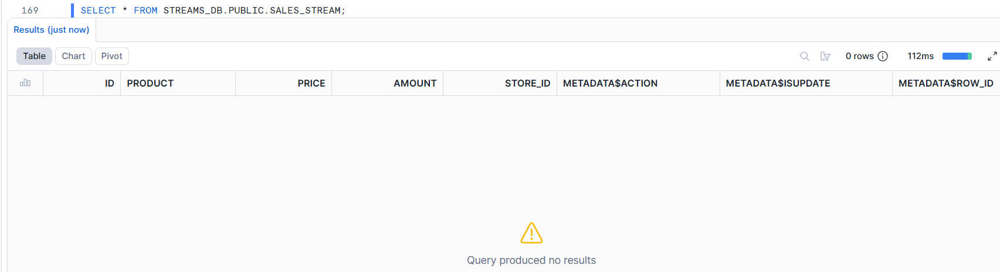 169 SELECT * FROM STREAMS_DB.PUBLIC.SALES_STREAM;
Results (just now)
Table Chart Pivot 0 rows 112ms
ID PRODUCT PRICE AMOUNT STORE_ID METADATA$ACTION METADATA$ISUPDATE METADATA$ROW_ID
Query produced no results